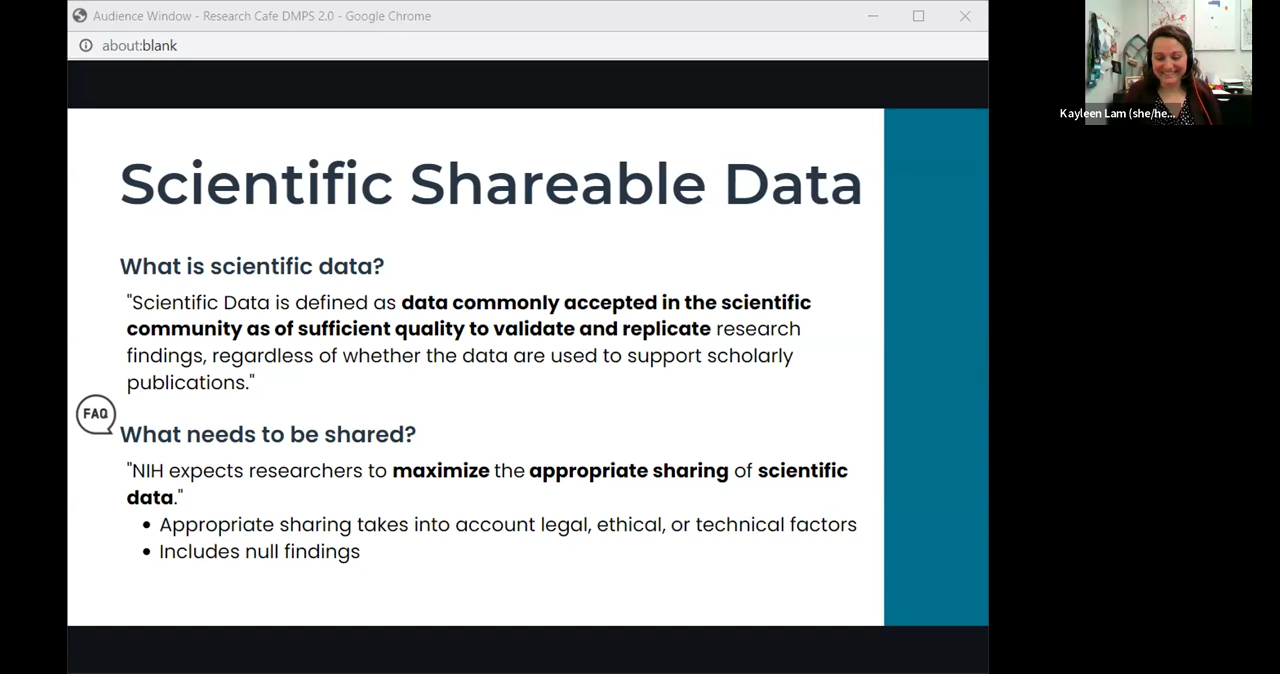 Audience Window - Research Cafe DMPS 2.0 - Google Chrome
about:blank
Kayleen Lam (she/he...
Scientific Shareable Data
What is scientific data?
"Scientific Data is defined as data commonly accepted in the scientific
community as of sufficient quality to validate and replicate research
findings, regardless of whether the data are used to support scholarly
publications."
FAQ
What needs to be shared?
"NIH expects researchers to maximize the appropriate sharing of scientific
data."
• Appropriate sharing takes into account legal, ethical, or technical factors
• Includes null findings